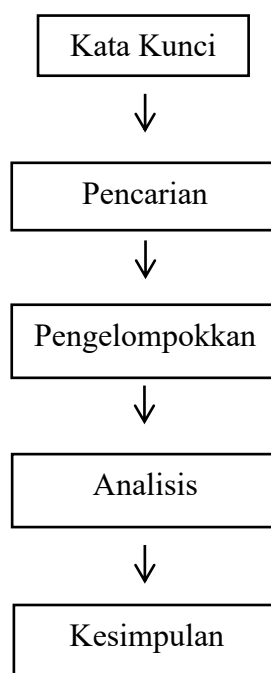 Kata Kunci
Pencarian
Pengelompokkan
Analisis
Kesimpulan